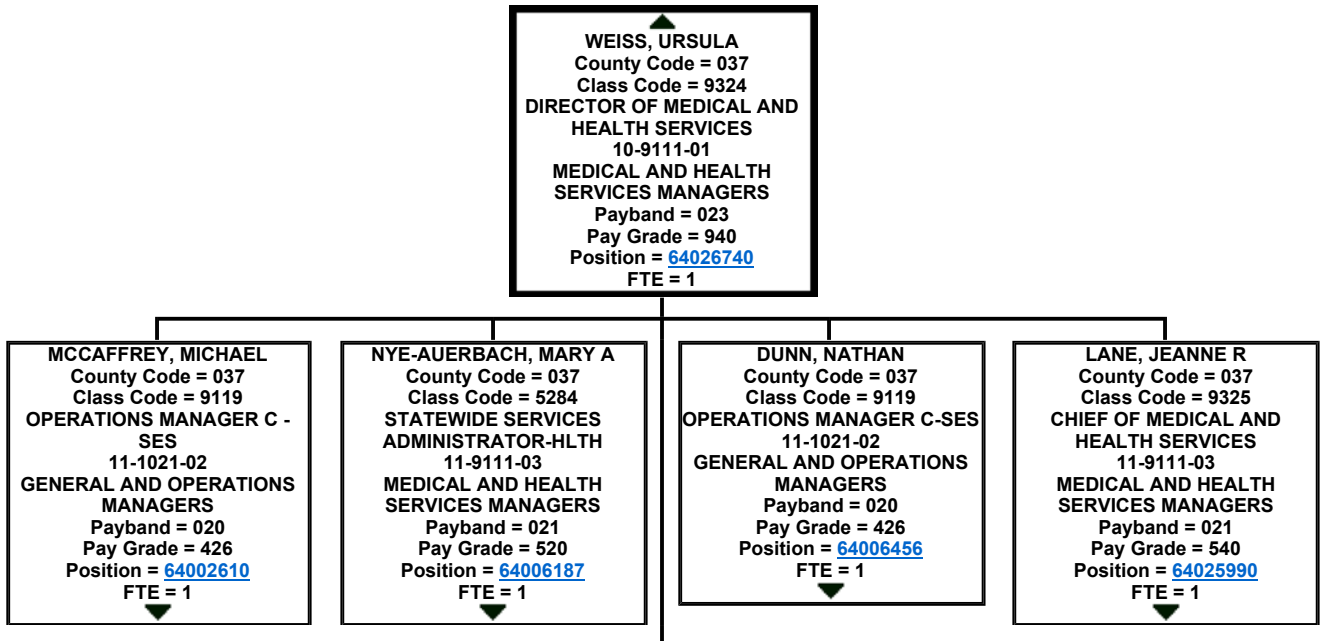 WEISS, URSULA
County Code = 037
Class Code = 9324
DIRECTOR OF MEDICAL AND
HEALTH SERVICES
10-9111-01
MEDICAL AND HEALTH
SERVICES MANAGERS
Payband = 023
Pay Grade = 940
Position = 64026740
FTE = 1
MCCAFFREY, MICHAEL
County Code = 037
Class Code = 9119
OPERATIONS MANAGER C -
SES
11-1021-02
GENERAL AND OPERATIONS
MANAGERS
Payband = 020
Pay Grade = 426
Position = 64002610
FTE = 1
NYE-AUERBACH, MARY A
County Code = 037
Class Code = 5284
STATEWIDE SERVICES
ADMINISTRATOR-HLTH
11-9111-03
MEDICAL AND HEALTH
SERVICES MANAGERS
Payband = 021
Pay Grade = 520
Position = 64006187
FTE = 1
DUNN, NATHAN
County Code = 037
Class Code = 9119
OPERATIONS MANAGER C-SES
11-1021-02
GENERAL AND OPERATIONS
MANAGERS
Payband = 020
Pay Grade = 426
Position = 64006456
FTE = 1
LANE, JEANNE R
County Code = 037
Class Code = 9325
CHIEF OF MEDICAL AND
HEALTH SERVICES
11-9111-03
MEDICAL AND HEALTH
SERVICES MANAGERS
Payband = 021
Pay Grade = 540
Position = 64025990
FTE = 1